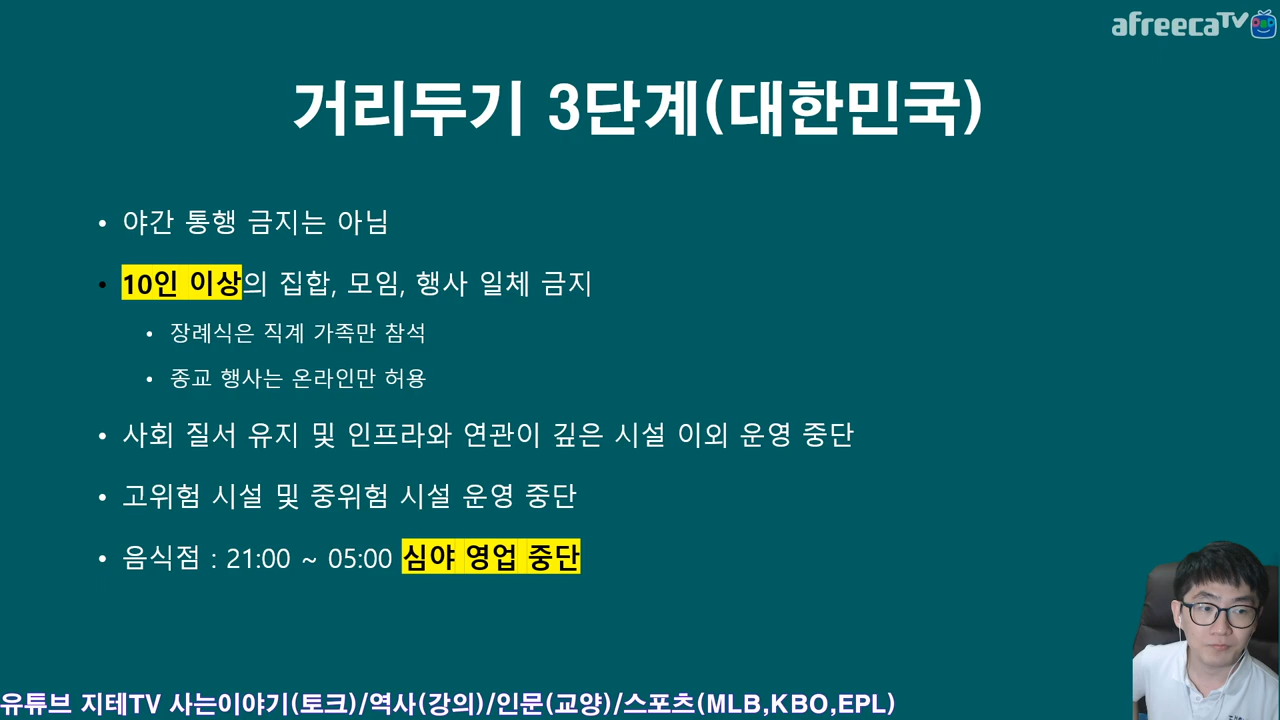 afreecaTV
거리두기 3단계(대한민국)
• 야간 통행 금지는 아님
• 10인 이상의 집합, 모임, 행사 일체 금지
• 장례식은 직계 가족만 참석
• 종교 행사는 온라인만 허용
• 사회 질서 유지 및 인프라와 연관이 깊은 시설 이외 운영 중단
• 고위험 시설 및 중위험 시설 운영 중단
• 음식점 : 21:00 ~ 05:00 심야 영업 중단
유튜브 지테TV 사는이야기(토크)/역사(강의)/인문(교양)/스포츠(MLB,KBO,EPL)